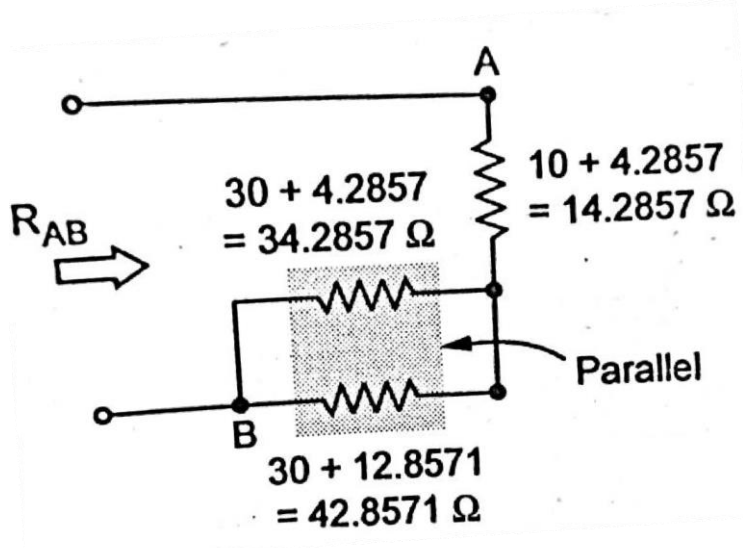 A
10 + 4.2857
= 14.2857 Ω
30 + 4.2857
= 34.2857 Ω
R_AB
Parallel
B
30 + 12.8571
= 42.8571 Ω